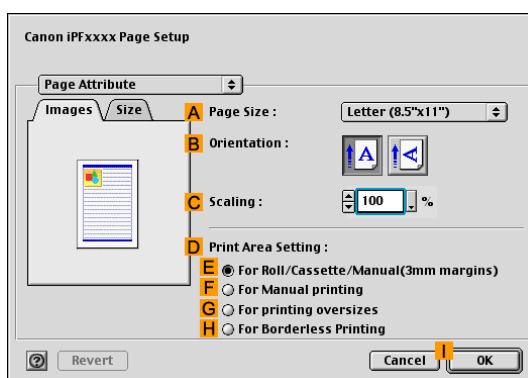 Canon iPFxxxx Page Setup
Page Attribute
Images Size
A Page Size : Letter (8.5"x11")
B Orientation : A A
C Scaling : 100 %
D Print Area Setting :
E For Roll/Cassette/Manual(3mm margins)
F For Manual printing
G For printing oversizes
H For Borderless Printing
? Revert Cancel I OK